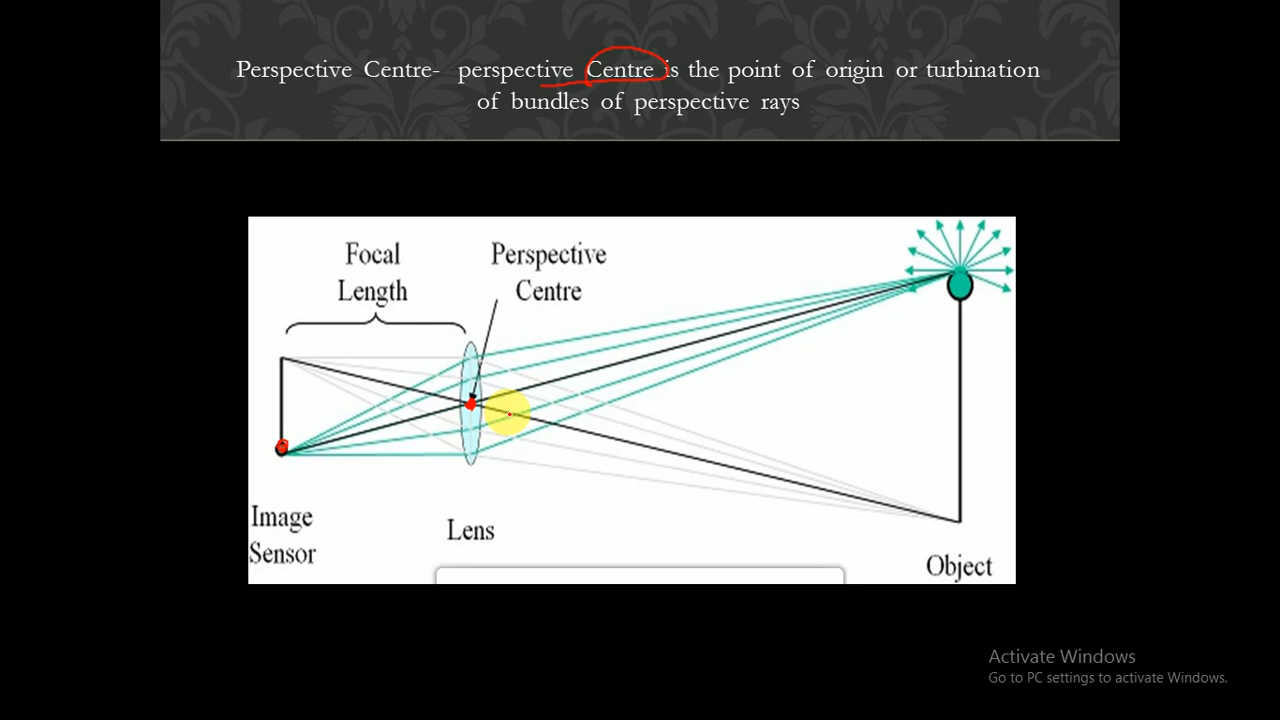 Perspective Centre- perspective Centre is the point of origin or turbination
of bundles of perspective rays
Focal
Length
Perspective
Centre
Image
Sensor
Lens
Object
Activate Windows
Go to PC settings to activate Windows.